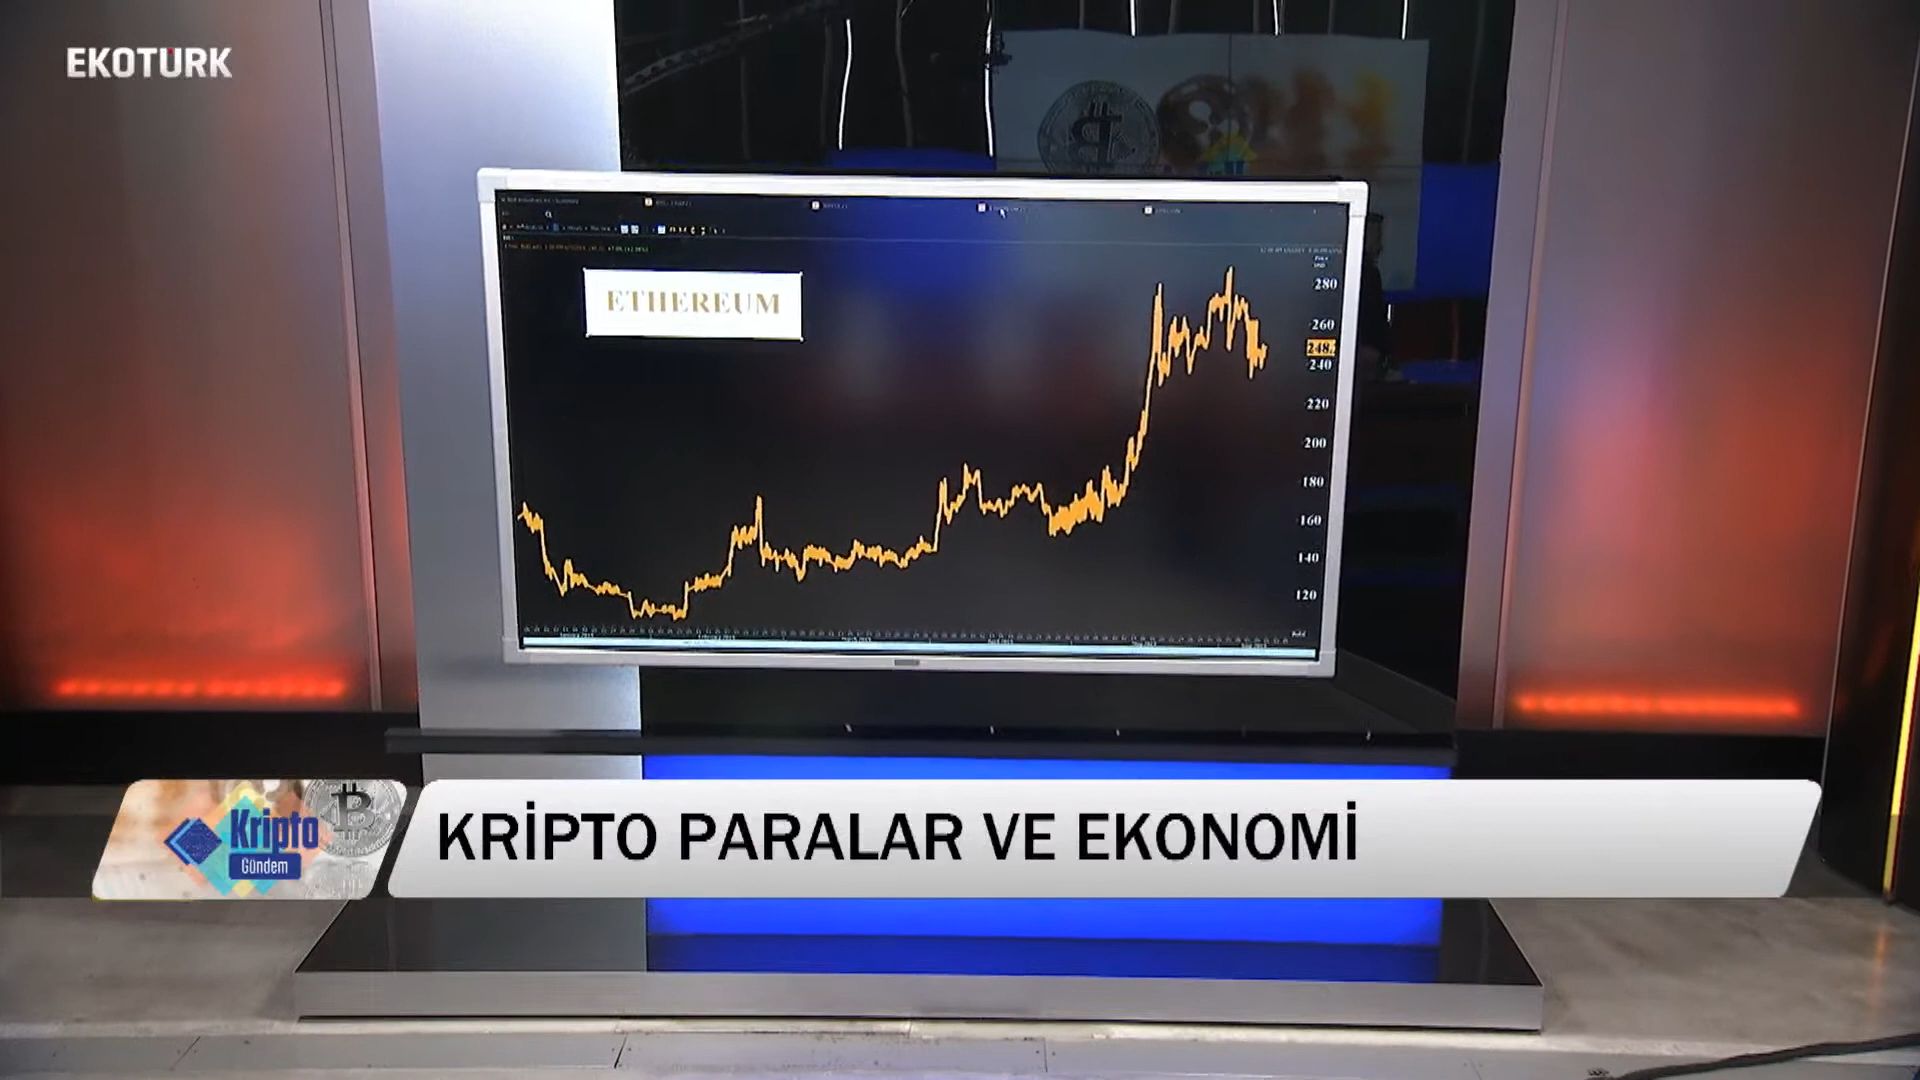 EKOTÜRK
ETHEREUM
280
260
248.
240
220
200
180
160
140
120
Kripto
Gündem
KRİPTO PARALAR VE EKONOMİ